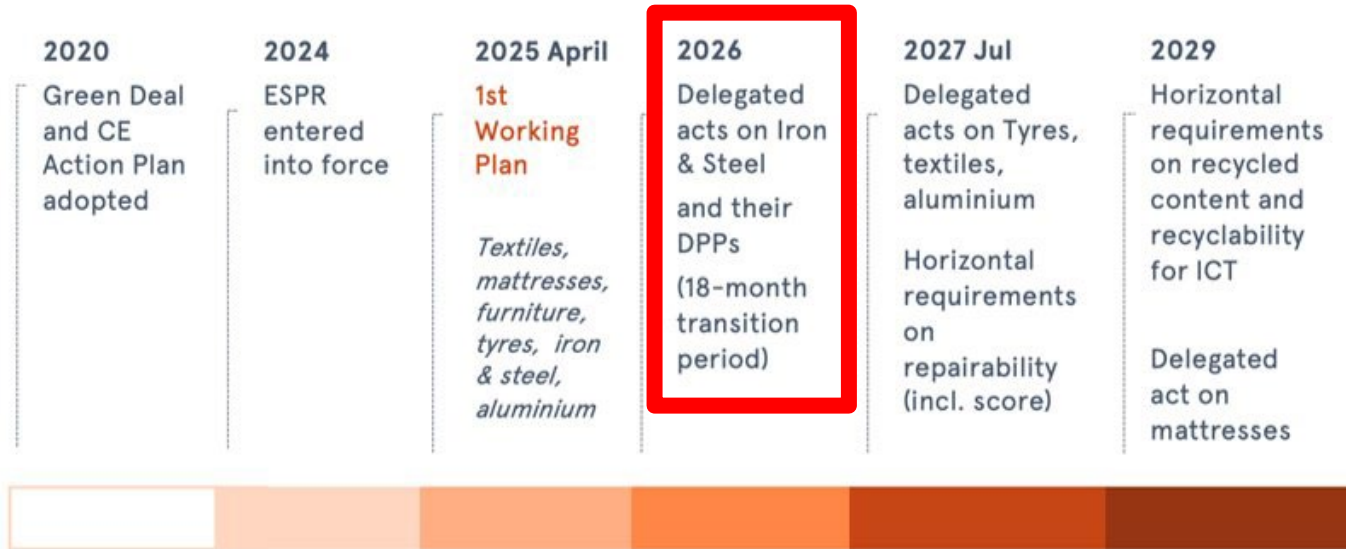 2020
Green Deal
and CE
Action Plan
adopted
2024
ESPR
entered
into force
2025 April
1st
Working
Plan
Textiles,
mattresses,
furniture,
tyres, iron
& steel,
aluminium
2026
Delegated
acts on Iron
& Steel
and their
DPPs
(18-month
transition
period)
2027 Jul
Delegated
acts on Tyres,
textiles,
aluminium
Horizontal
requirements
on
repairability
(incl. score)
2029
Horizontal
requirements
on recycled
content and
recyclability
for ICT
Delegated
act on
mattresses